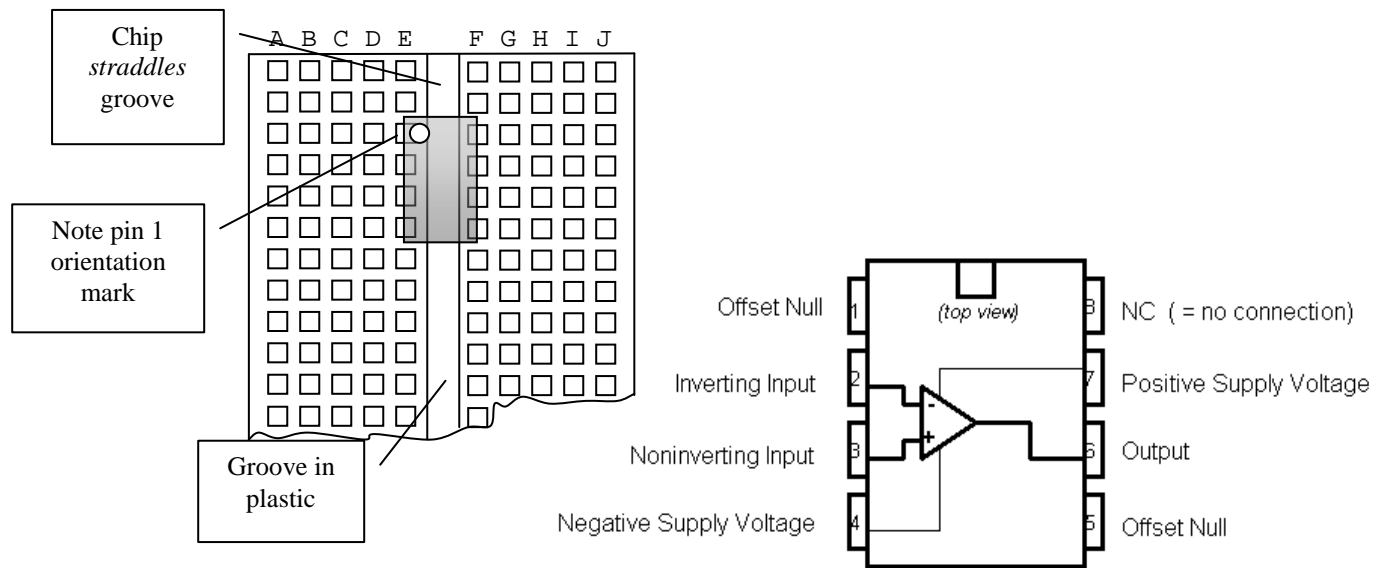 Chip
straddles
groove
A B C D E F G H I J
Note pin 1
orientation
mark
Groove in
plastic
Offset Null
Inverting Input
Noninverting Input
Negative Supply Voltage
1
2
3
4
(top view)
-
+
8
7
6
5
NC ( = no connection)
Positive Supply Voltage
Output
Offset Null